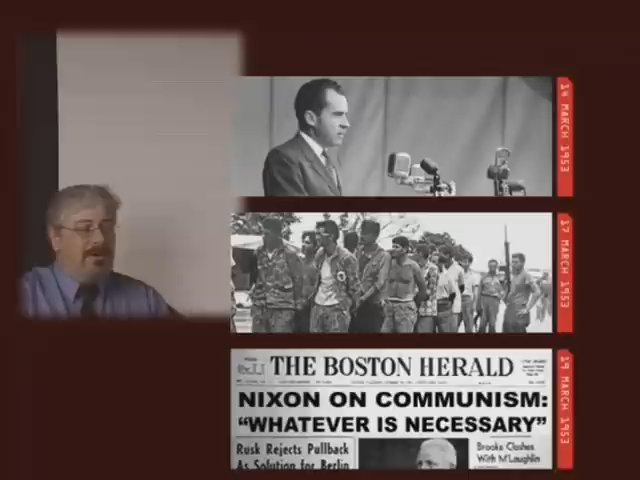 14 MARCH 1953
17 MARCH 1953
THE BOSTON HERALD
NIXON ON COMMUNISM:
“WHATEVER IS NECESSARY”
Rusk Rejects Pullback
As Solution for Berlin
Brooks Clashes
With M'Laughlin
19 MARCH 1953